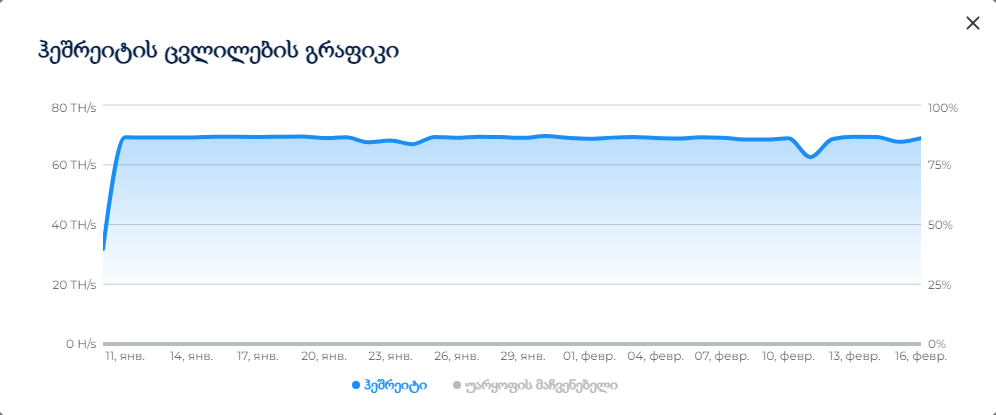 ჰეშრეიტის ცვლილების გრაფიკი
80 TH/s
60 TH/s
40 TH/s
20 TH/s
0 H/s
100%
75%
50%
25%
0%
11, янв. 14, янв. 17, янв. 20, янв. 23, янв. 26, янв. 29, янв. 01, февр. 04, февр. 07, февр. 10, февр. 13, февр. 16, февр.
ჰეშრეიტი უარყოფის მაჩვენებელი